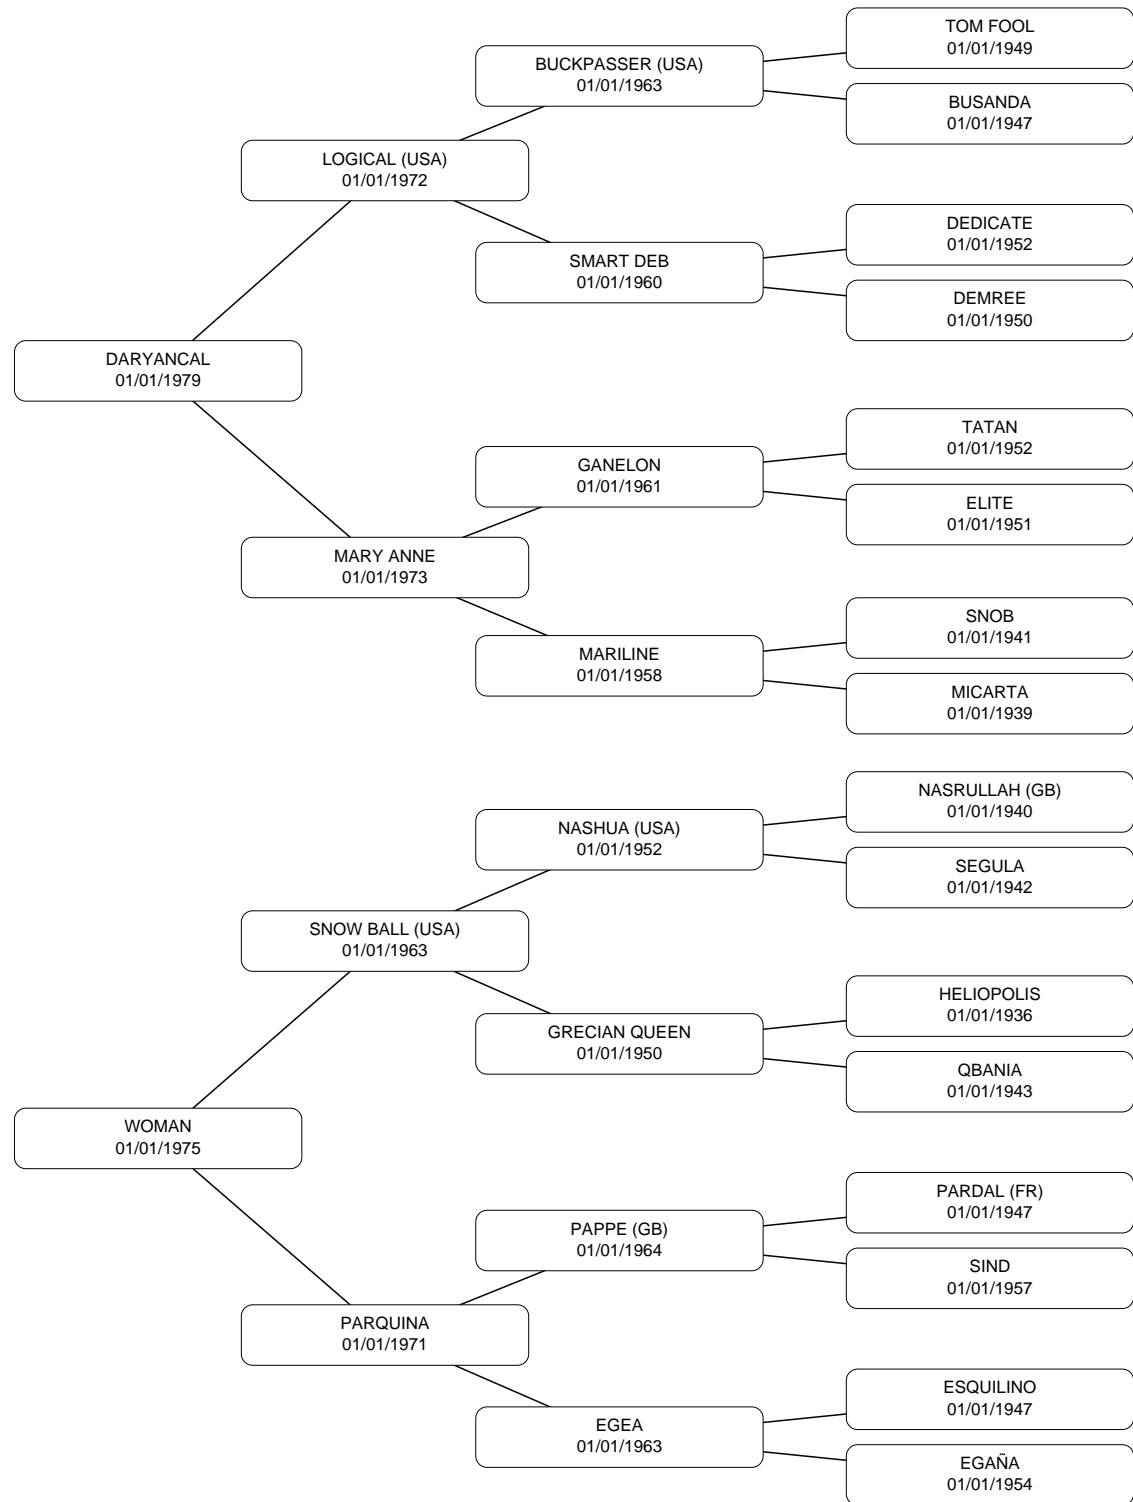 TOM FOOL
01/01/1949
BUCKPASSER (USA)
01/01/1963
BUSANDA
01/01/1947
LOGICAL (USA)
01/01/1972
DEDICATE
01/01/1952
SMART DEB
01/01/1960
DEMREE
01/01/1950
DARYANCAL
01/01/1979
TATAN
01/01/1952
GANELON
01/01/1961
ELITE
01/01/1951
MARY ANNE
01/01/1973
SNOB
01/01/1941
MARILINE
01/01/1958
MICARTA
01/01/1939
NASRULLAH (GB)
01/01/1940
NASHUA (USA)
01/01/1952
SEGULA
01/01/1942
SNOW BALL (USA)
01/01/1963
HELIOPOLIS
01/01/1936
GRECIAN QUEEN
01/01/1950
QBANIA
01/01/1943
WOMAN
01/01/1975
PARDAL (FR)
01/01/1947
PAPPE (GB)
01/01/1964
SIND
01/01/1957
PARQUINA
01/01/1971
ESQUILINO
01/01/1947
EGEA
01/01/1963
EGAÑA
01/01/1954